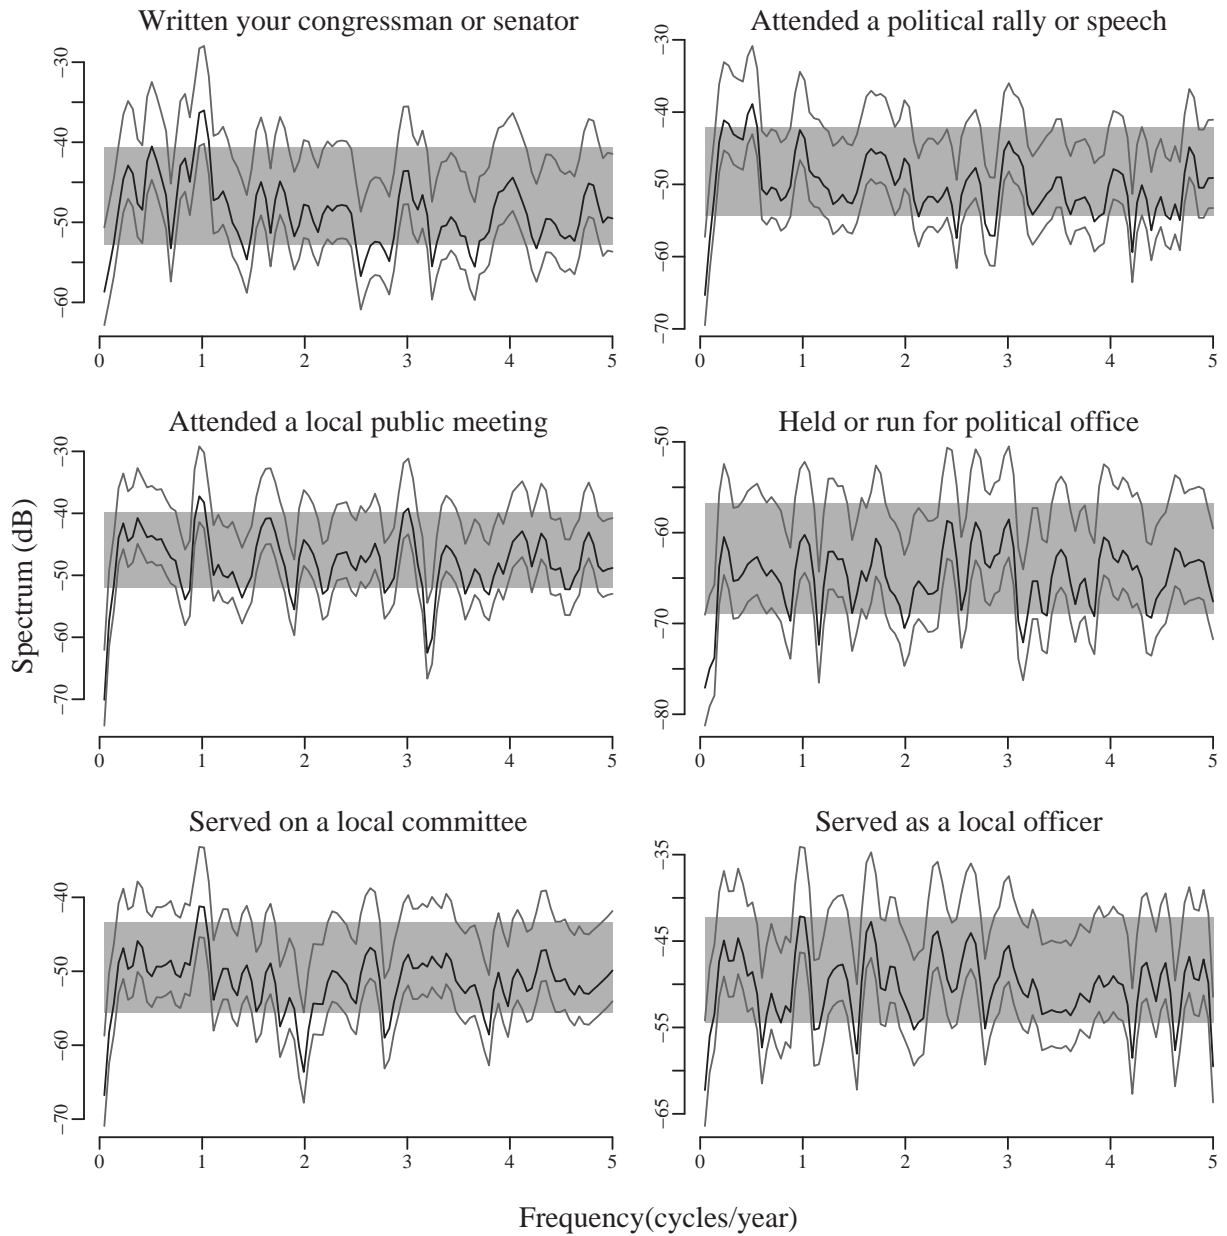 Written your congressman or senator
Attended a political rally or speech
−30
−40
−50
−60
0 1 2 3 4 5
−30
−40
−50
−60
−70
0 1 2 3 4 5
Attended a local public meeting
Held or run for political office
−30
−40
−50
−60
−70
0 1 2 3 4 5
−50
−60
−70
−80
0 1 2 3 4 5
Spectrum (dB)
Served on a local committee
Served as a local officer
−40
−50
−60
−70
0 1 2 3 4 5
−35
−45
−55
−65
0 1 2 3 4 5
Frequency(cycles/year)